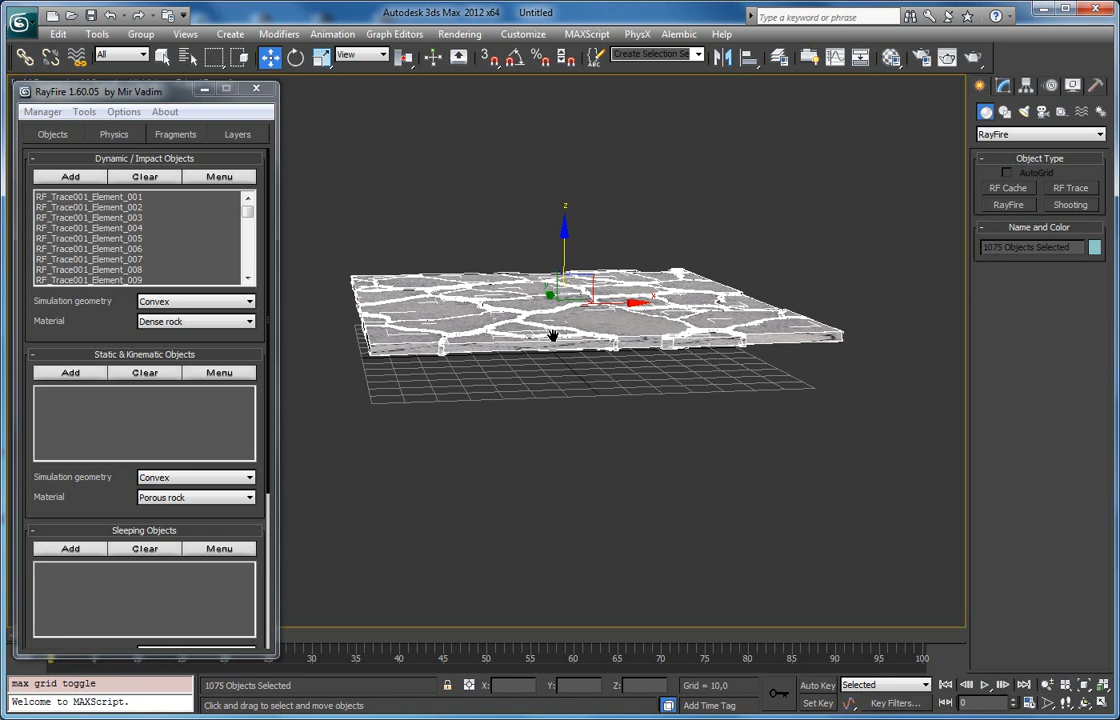 Autodesk 3ds Max 2012 x64 Untitled
Type a keyword or phrase
Edit Tools Group Views Create Modifiers Animation Graph Editors Rendering Customize MAXScript PhysX Alembic Help
All View Create Selection Se
RayFire 1.60.05 by Mir Vadim
Manager Tools Options About
Objects Physics Fragments Layers
- Dynamic / Impact Objects
Add Clear Menu
RF_Trace001_Element_001
RF_Trace001_Element_002
RF_Trace001_Element_003
RF_Trace001_Element_004
RF_Trace001_Element_005
RF_Trace001_Element_006
RF_Trace001_Element_007
RF_Trace001_Element_008
RF_Trace001_Element_009
Simulation geometry Convex
Material Dense rock
- Static & Kinematic Objects
Add Clear Menu
Simulation geometry Convex
Material Porous rock
- Sleeping Objects
Add Clear Menu
z
x
RayFire
- Object Type
AutoGrid
RF Cache RF Trace
RayFire Shooting
- Name and Color
1075 Objects Selected
30 35 40 45 50 55 60 65 70 75 80 85 90 95 100
max grid toggle
Welcome to MAXScript.
1075 Objects Selected X: Y: Z: Grid = 10,0
Click and drag to select and move objects Add Time Tag
Auto Key Selected
Set Key Key Filters... 0